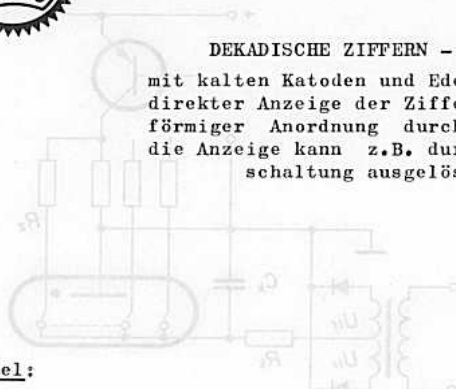 DEKADISCHE ZIFFERN -
mit kalten Katoden und Ede
direkter Anzeige der Ziffe
förmiger Anordnung durch
die Anzeige kann z.B. dur
schaltung ausgelös
el: